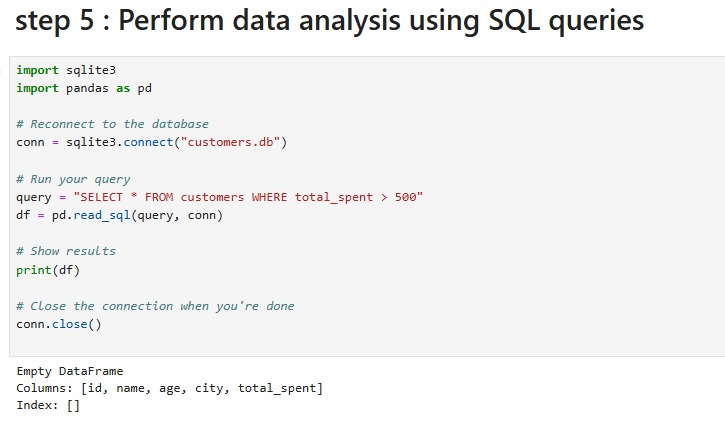 step 5 : Perform data analysis using SQL queries
import sqlite3
import pandas as pd
# Reconnect to the database
conn = sqlite3.connect("customers.db")
# Run your query
query = "SELECT * FROM customers WHERE total_spent > 500"
df = pd.read_sql(query, conn)
# Show results
print(df)
# Close the connection when you're done
conn.close()
Empty DataFrame
Columns: [id, name, age, city, total_spent]
Index: []